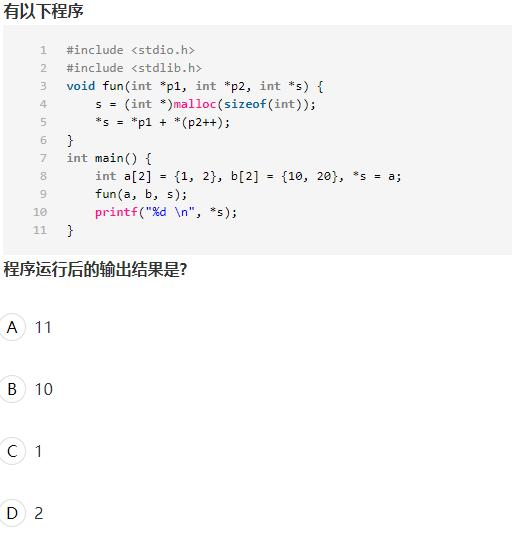 有以下程序
1 #include <stdio.h>
2 #include <stdlib.h>
3 void fun(int *p1, int *p2, int *s) {
4     s = (int *)malloc(sizeof(int));
5     *s = *p1 + *(p2++);
6 }
7 int main() {
8     int a[2] = {1, 2}, b[2] = {10, 20}, *s = a;
9     fun(a, b, s);
10     printf("%d \n", *s);
11 }
程序运行后的输出结果是?
A 11
B 10
C 1
D 2